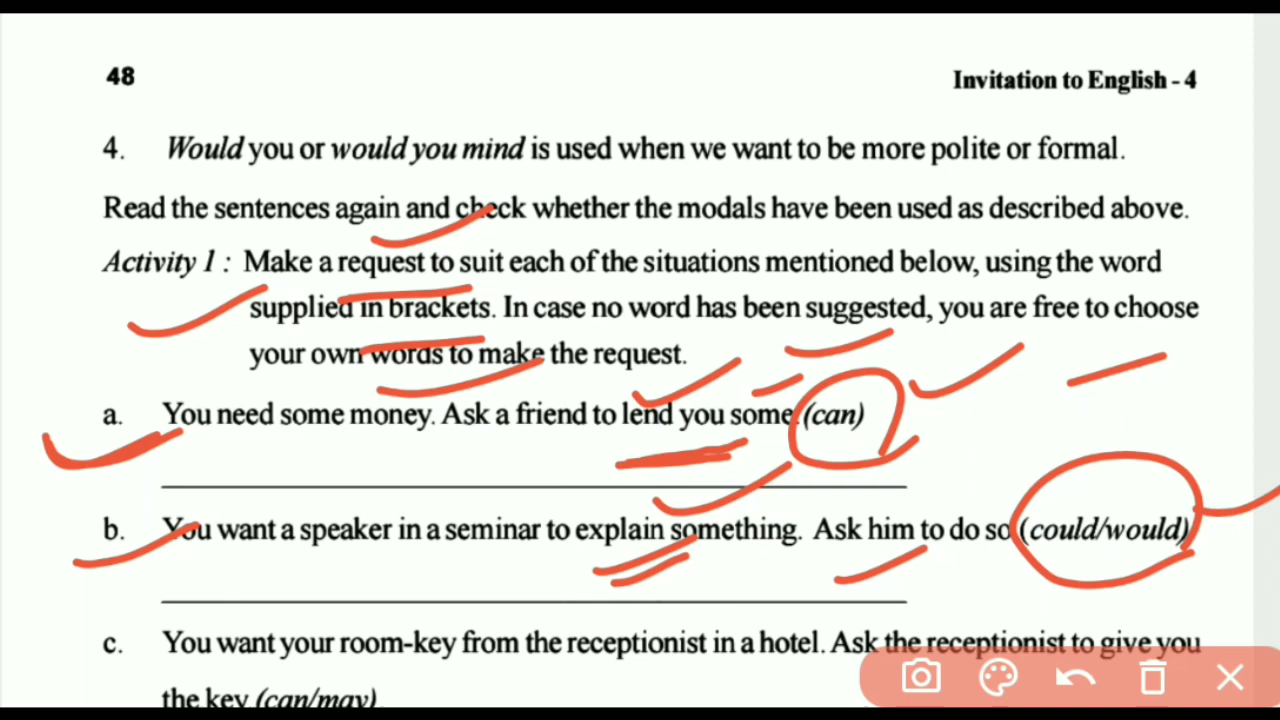 48
Invitation to English - 4
4. Would you or would you mind is used when we want to be more polite or formal.
Read the sentences again and check whether the modals have been used as described above.
Activity 1 : Make a request to suit each of the situations mentioned below, using the word
supplied in brackets. In case no word has been suggested, you are free to choose
your own words to make the request.
a. You need some money. Ask a friend to lend you some. (can)
b. You want a speaker in a seminar to explain something. Ask him to do so (could/would)
c. You want your room-key from the receptionist in a hotel. Ask the receptionist to give you
the key (can/may)